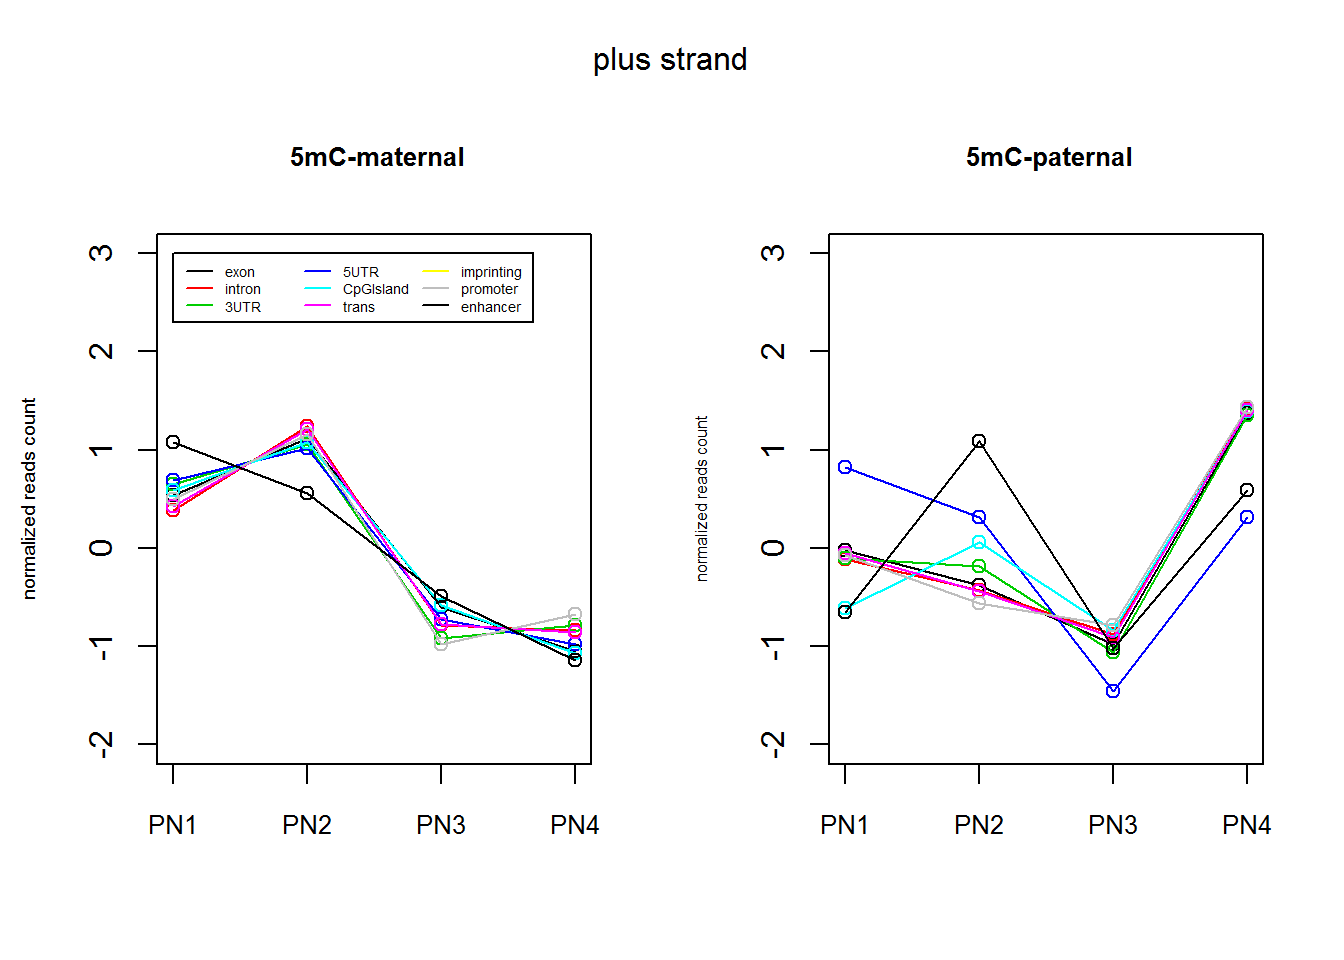 plus strand
5mC-maternal
normalized reads count
3
2
1
0
-1
-2
exon
intron
3UTR
5UTR
CpGIsland
trans
imprinting
promoter
enhancer
PN1 PN2 PN3 PN4
5mC-paternal
normalized reads count
3
2
1
0
-1
-2
PN1 PN2 PN3 PN4